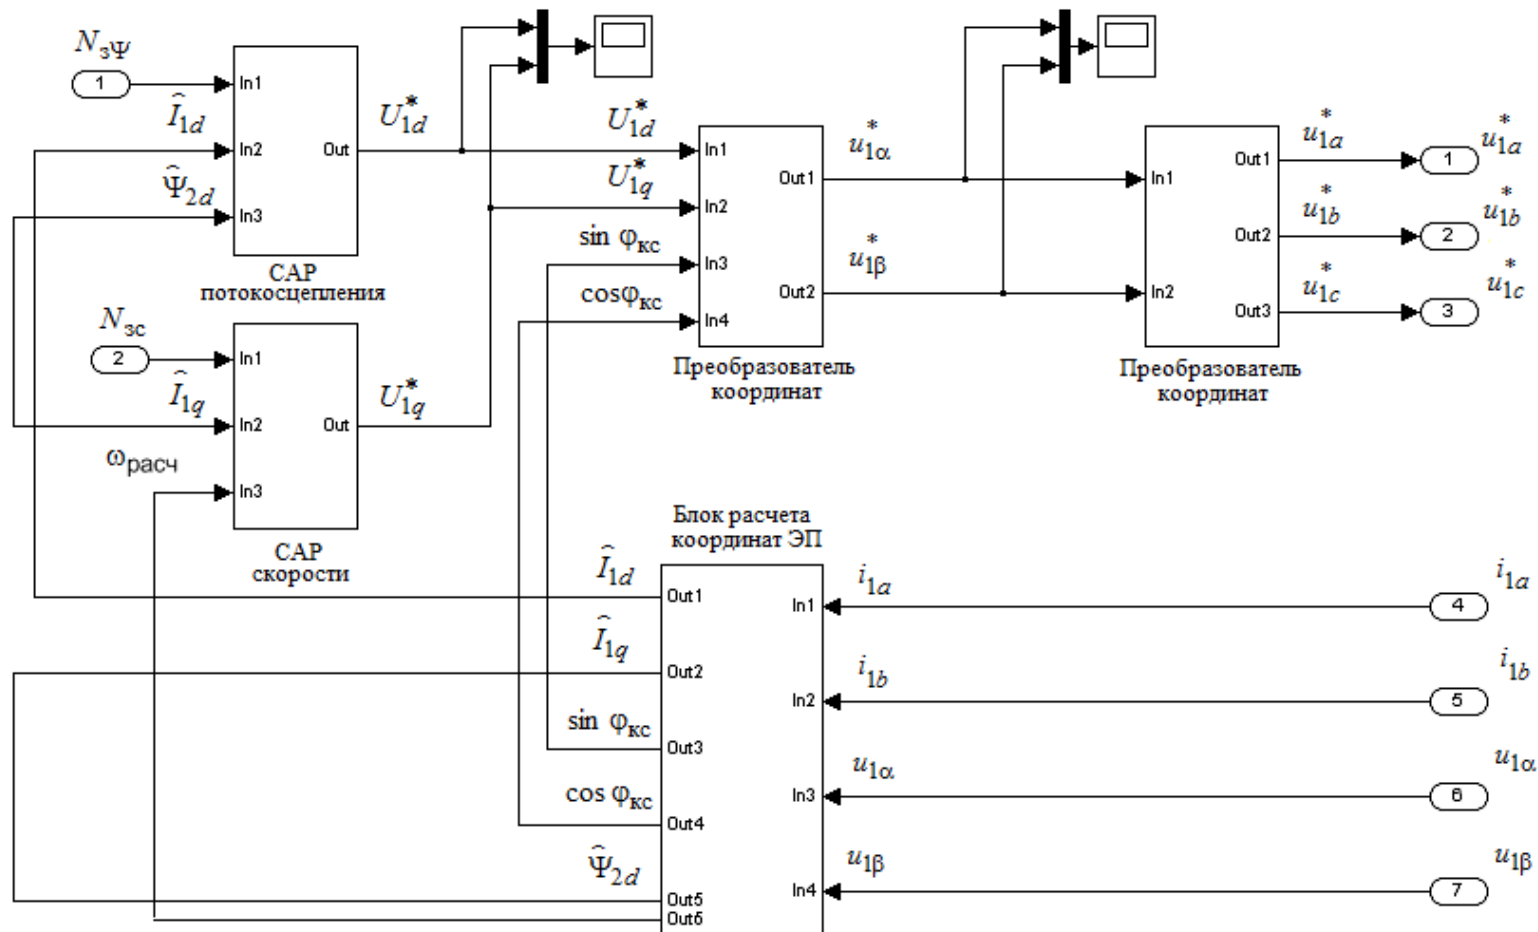 N_зΨ
1
In1
Î_1d
In2
Ψ̂_2d
In3
Out
U*_1d
САР
потокосцепления
N_зс
2
In1
Î_1q
In2
ω_расч
In3
Out
U*_1q
САР
скорости
U*_1d
In1
U*_1q
In2
sin φ_кс
In3
cosφ_кс
In4
Out1
u*_1α
Out2
u*_1β
Преобразователь
координат
In1
In2
Out1
u*_1a
1
u*_1a
Out2
u*_1b
2
u*_1b
Out3
u*_1c
3
u*_1c
Преобразователь
координат
Блок расчета
координат ЭП
Î_1d
Out1
Î_1q
Out2
sin φ_кс
Out3
cos φ_кс
Out4
Ψ̂_2d
Out5
Out6
In1
i_1a
4
i_1a
In2
i_1b
5
i_1b
In3
u_1α
6
u_1α
In4
u_1β
7
u_1β